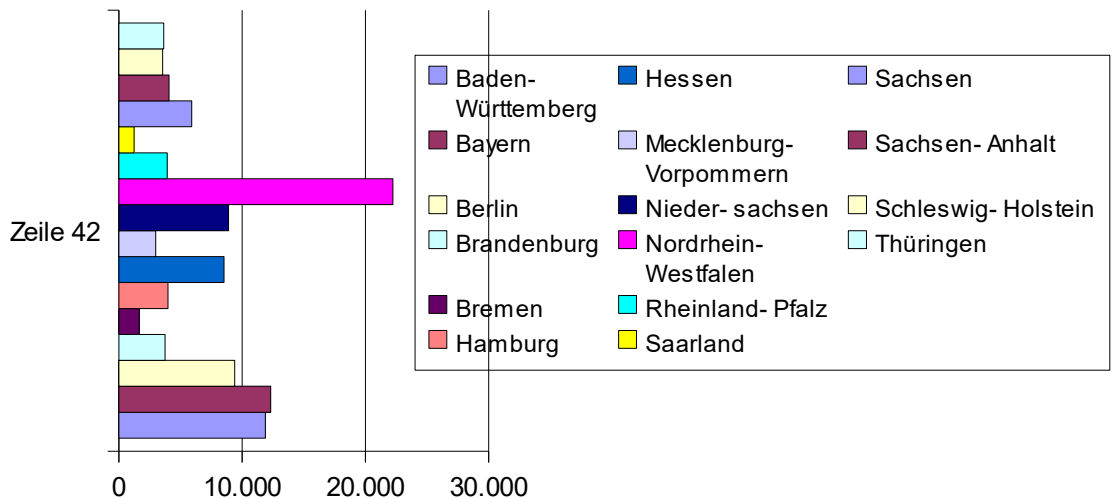 Zeile 42
Baden-
Württemberg
Hessen
Sachsen
Bayern
Mecklenburg-
Vorpommern
Sachsen- Anhalt
Berlin
Nieder- sachsen
Schleswig- Holstein
Brandenburg
Nordrhein-
Westfalen
Thüringen
Bremen
Rheinland- Pfalz
Hamburg
Saarland
0 10.000 20.000 30.000